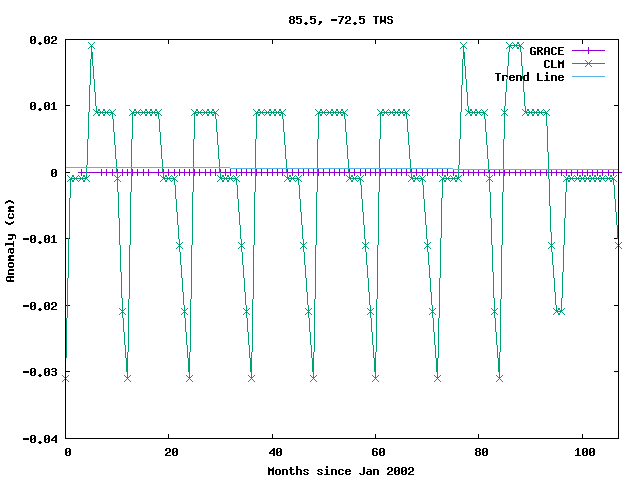 85.5, -72.5 TWS
GRACE
CLM
Trend Line
0.02
0.01
0
-0.01
-0.02
-0.03
-0.04
Anomaly (cm)
0 20 40 60 80 100
Months since Jan 2002